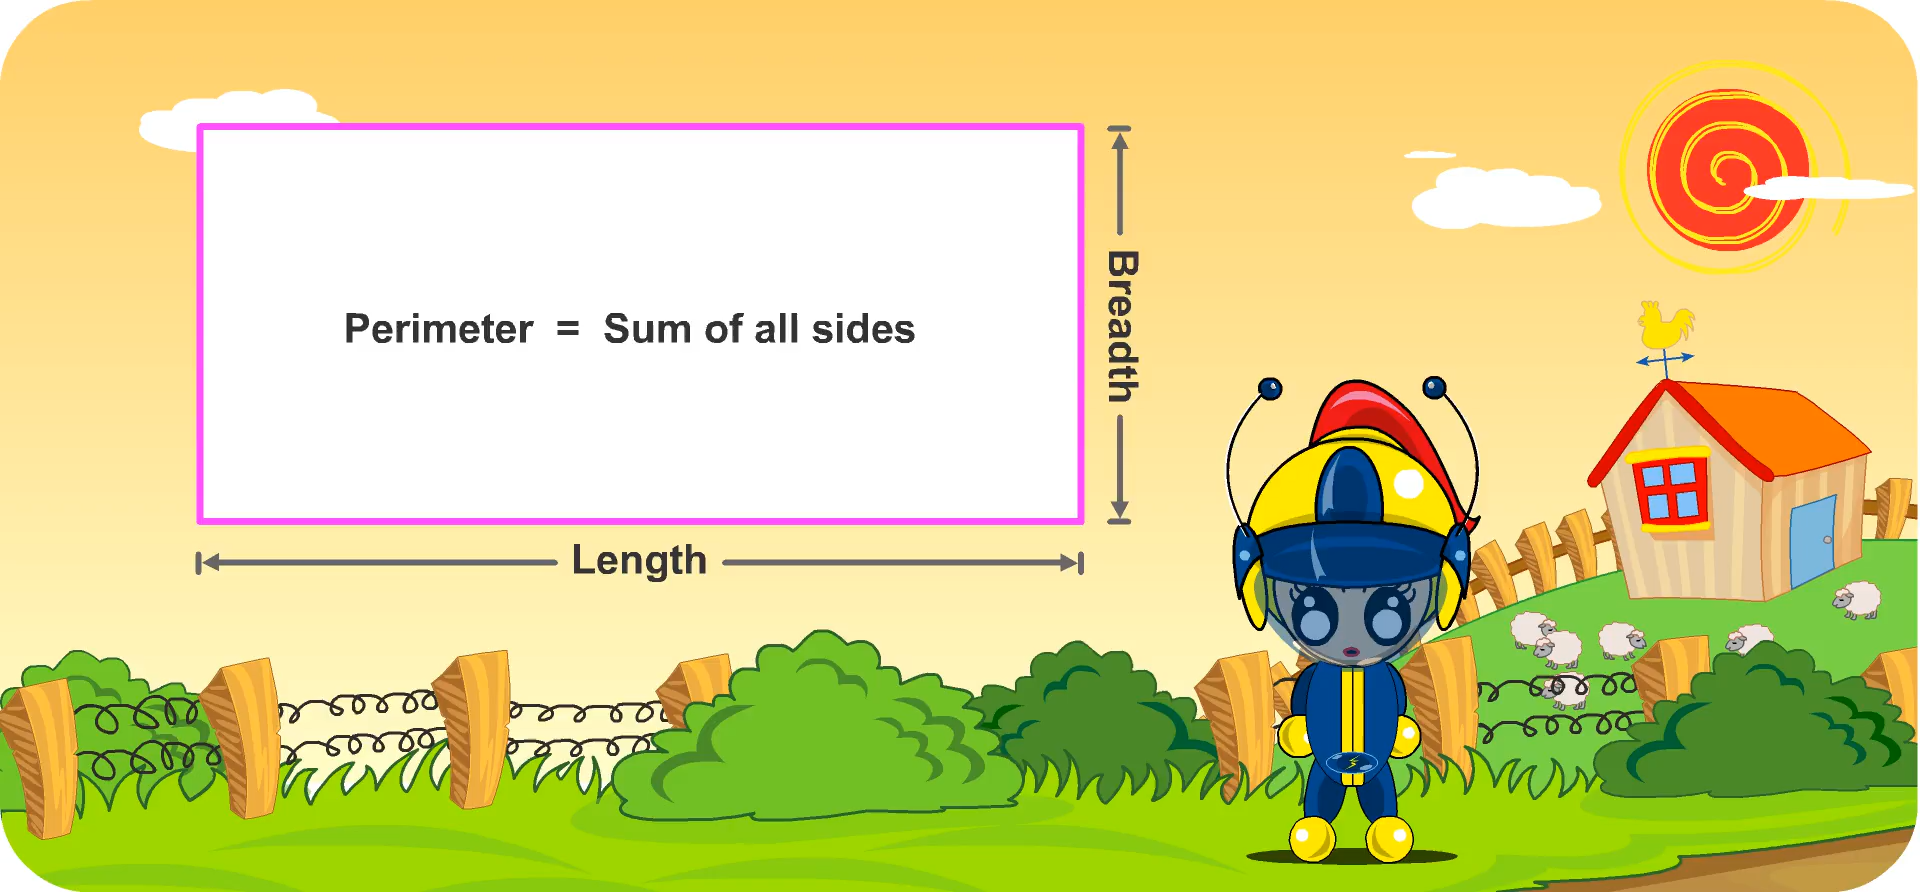 Perimeter = Sum of all sides
Breadth
Length